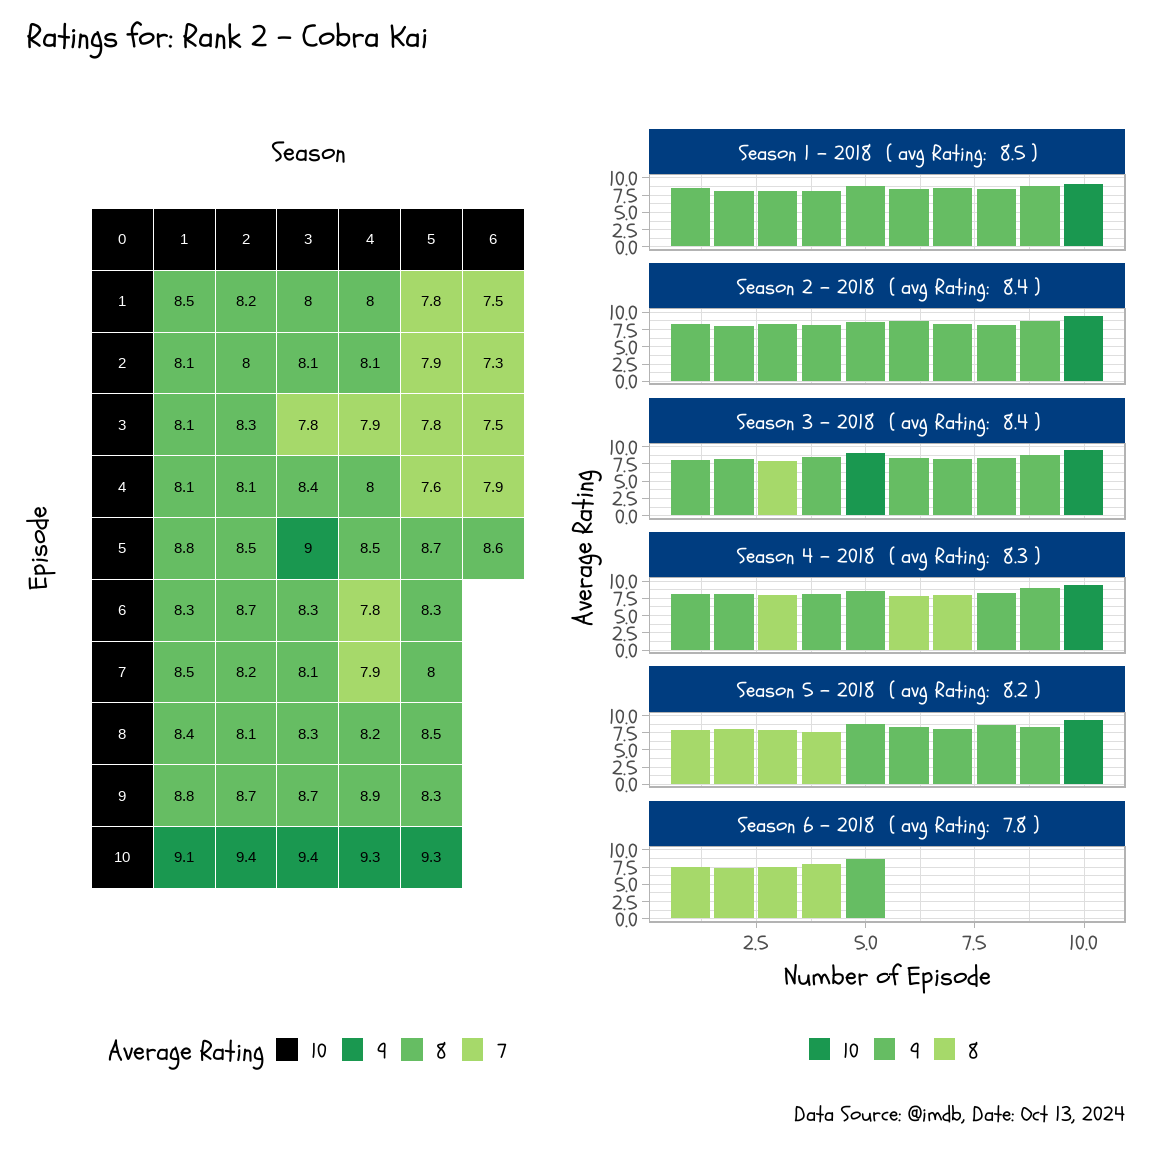 Ratings for: Rank 2 - Cobra Kai
Season
Episode
0 1 2 3 4 5 6
1 8.5 8.2 8 8 7.8 7.5
2 8.1 8 8.1 8.1 7.9 7.3
3 8.1 8.3 7.8 7.9 7.8 7.5
4 8.1 8.1 8.4 8 7.6 7.9
5 8.8 8.5 9 8.5 8.7 8.6
6 8.3 8.7 8.3 7.8 8.3
7 8.5 8.2 8.1 7.9 8
8 8.4 8.1 8.3 8.2 8.5
9 8.8 8.7 8.7 8.9 8.3
10 9.1 9.4 9.4 9.3 9.3
Average Rating 10 9 8 7
Average Rating
Season 1 - 2018 ( avg Rating: 8.5 )
10.0
7.5
5.0
2.5
0.0
Season 2 - 2018 ( avg Rating: 8.4 )
10.0
7.5
5.0
2.5
0.0
Season 3 - 2018 ( avg Rating: 8.4 )
10.0
7.5
5.0
2.5
0.0
Season 4 - 2018 ( avg Rating: 8.3 )
10.0
7.5
5.0
2.5
0.0
Season 5 - 2018 ( avg Rating: 8.2 )
10.0
7.5
5.0
2.5
0.0
Season 6 - 2018 ( avg Rating: 7.8 )
10.0
7.5
5.0
2.5
0.0
2.5 5.0 7.5 10.0
Number of Episode
10 9 8
Data Source: @imdb, Date: Oct 13, 2024